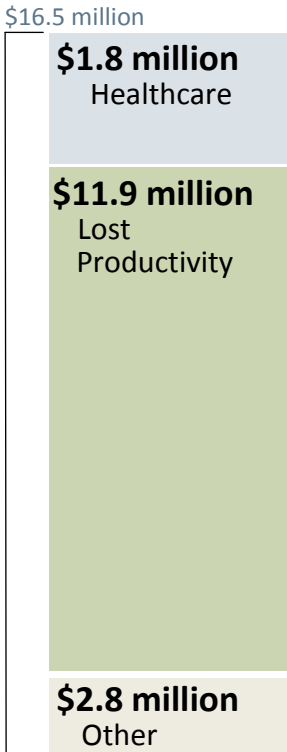 $16.5 million
$1.8 million
Healthcare
$11.9 million
Lost
Productivity
$2.8 million
Other